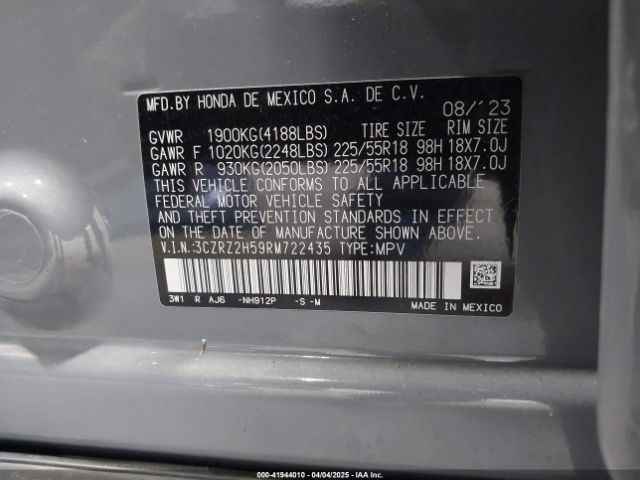 MFD.BY HONDA DE MEXICO S.A. DE C.V.
08/'23
GVWR 1900KG(4188LBS) TIRE SIZE RIM SIZE
GAWR F 1020KG(2248LBS) 225/55R18 98H 18X7.0J
GAWR R 930KG(2050LBS) 225/55R18 98H 18X7.0J
THIS VEHICLE CONFORMS TO ALL APPLICABLE
FEDERAL MOTOR VEHICLE SAFETY
AND THEFT PREVENTION STANDARDS IN EFFECT
ON THE DATE OF MANUFACTURE SHOWN ABOVE.
V.I.N.:3CZRZ2H59RM722435 TYPE:MPV
3W1 R AJ6 -NH912P -S -M
MADE IN MEXICO
000-41944010 - 04/04/2025 - IAAI Corp.